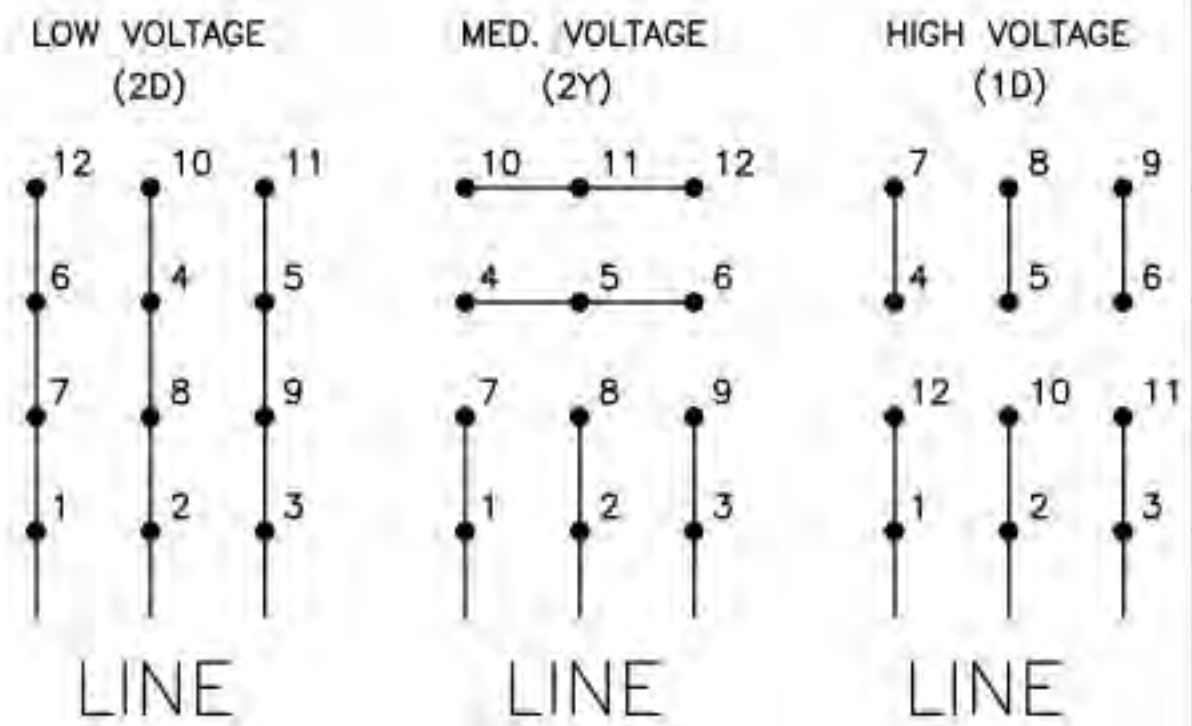 LOW VOLTAGE
(2D)
12 10 11
6 4 5
7 8 9
1 2 3
LINE
MED. VOLTAGE
(2Y)
10 11 12
4 5 6
7 8 9
1 2 3
LINE
HIGH VOLTAGE
(1D)
7 8 9
4 5 6
12 10 11
1 2 3
LINE